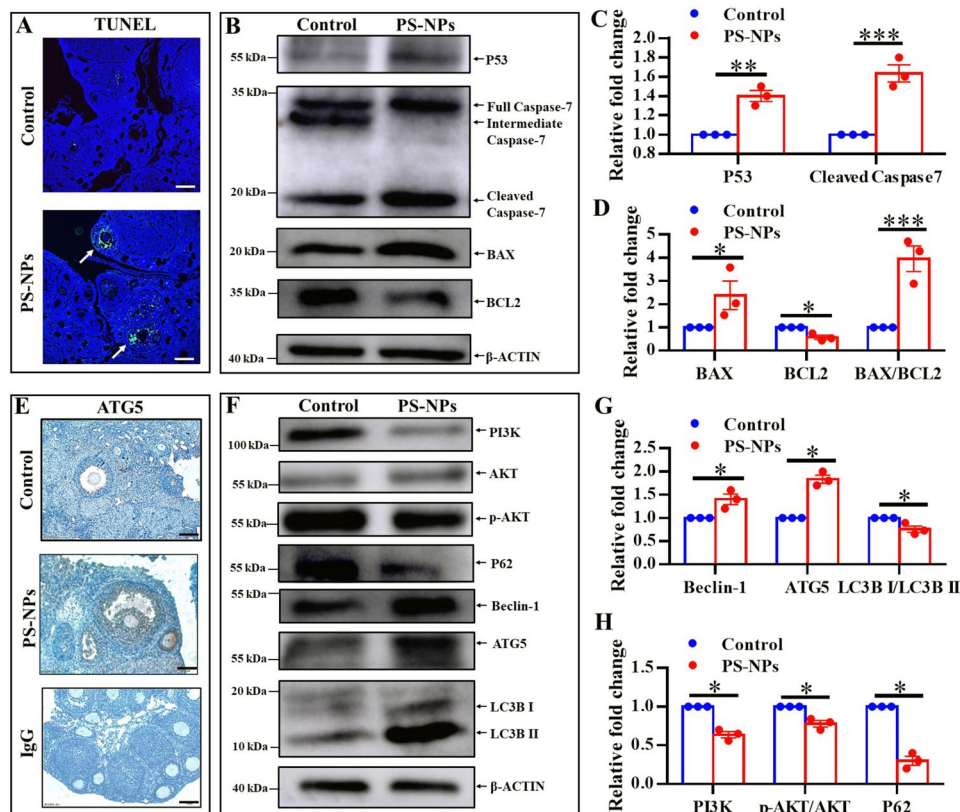 A
TUNEL
Control
PS-NPs
B
Control PS-NPs
55 kDa
P53
35 kDa
Full Caspase-7
Intermediate
Caspase-7
20 kDa
Cleaved
Caspase-7
20 kDa
BAX
35 kDa
BCL2
40 kDa
β-ACTIN
C
Control
PS-NPs
Relative fold change
2.0
1.8
1.6
1.4
1.2
1.0
0.8
** ***
P53 Cleaved Caspase7
D
Control
PS-NPs
Relative fold change
5
4
3
2
1
0
* * ***
BAX BCL2 BAX/BCL2
E
ATG5
Control
PS-NPs
IgG
F
Control PS-NPs
100 kDa
PI3K
55 kDa
AKT
55 kDa
p-AKT
55 kDa
P62
55 kDa
Beclin-1
55 kDa
ATG5
20 kDa
LC3B I
LC3B II
10 kDa
40 kDa
β-ACTIN
G
Control
PS-NPs
Relative fold change
2.5
2.0
1.5
1.0
0.5
* * *
Beclin-1 ATG5 LC3B I/LC3B II
H
Control
PS-NPs
Relative fold change
1.5
1.0
0.5
0.0
* * *
PI3K p-AKT/AKT P62